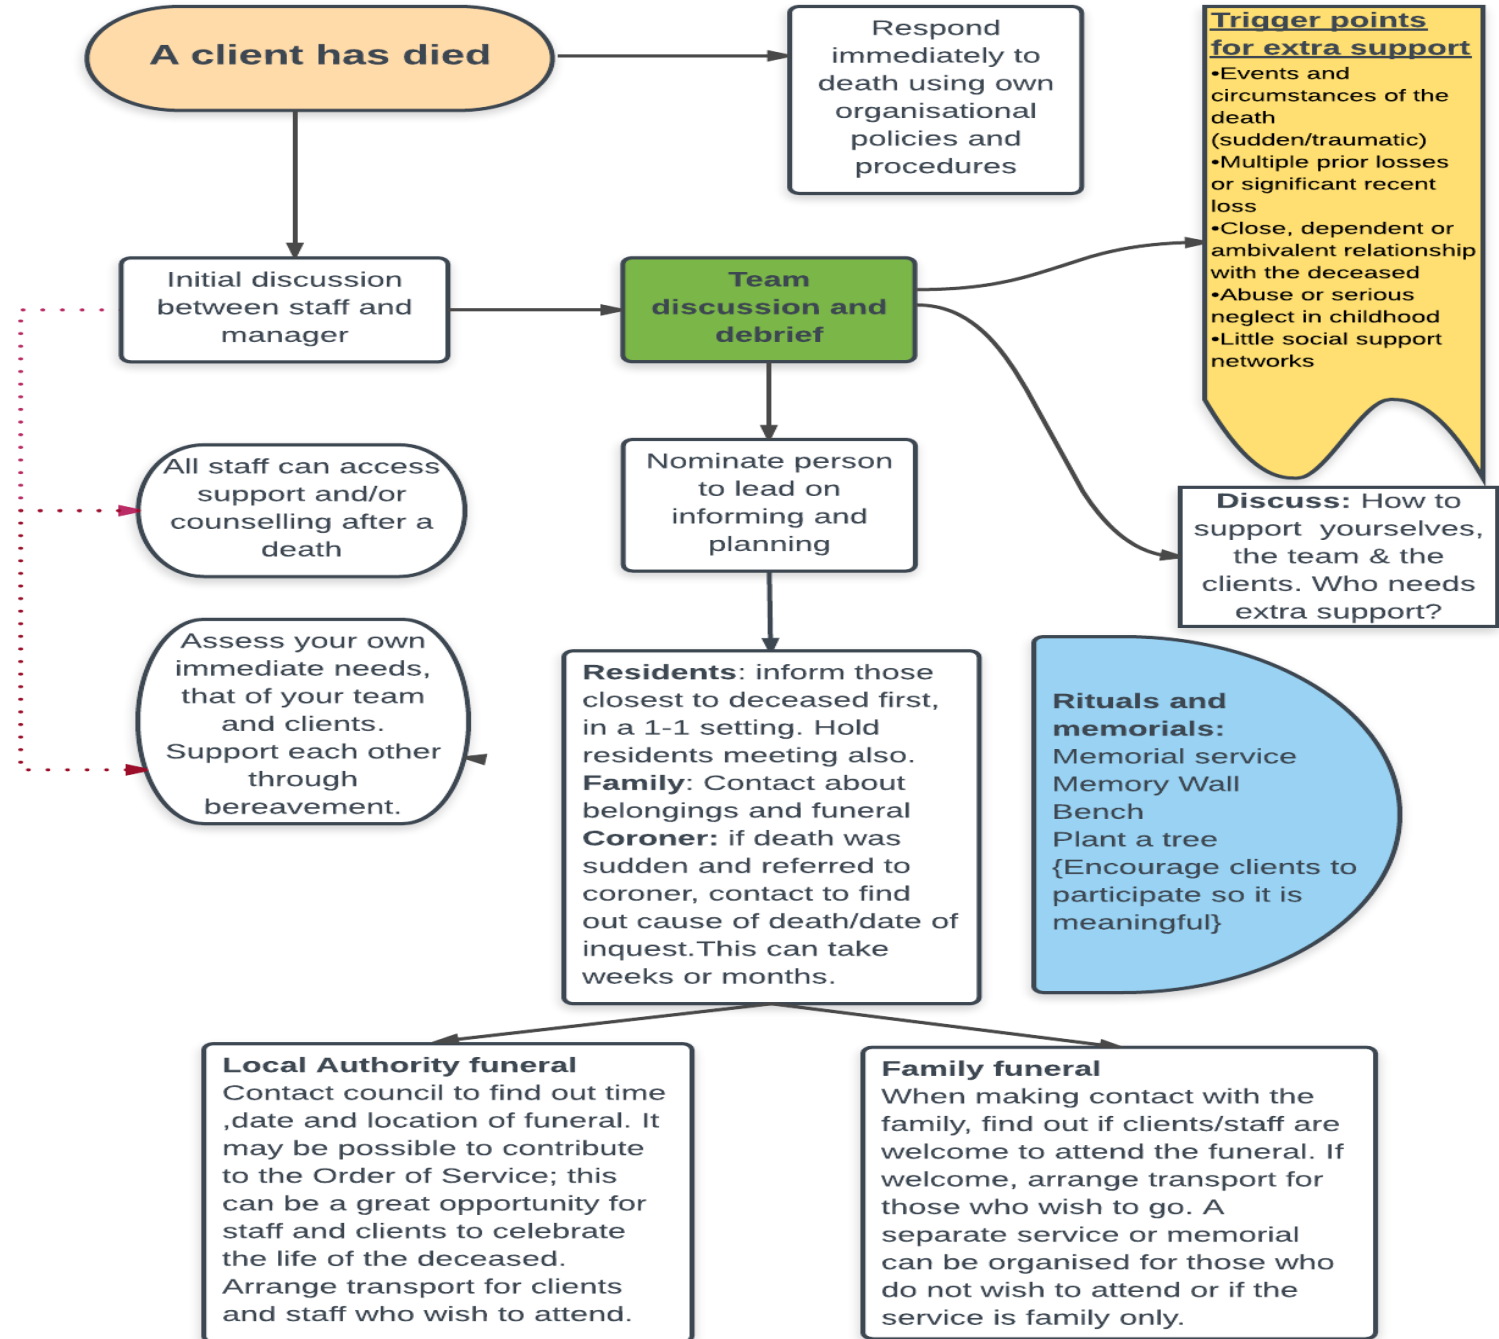 A client has died
Respond
immediately to
death using own
organisational
policies and
procedures
Trigger points
for extra support
•Events and
circumstances of the
death
(sudden/traumatic)
•Multiple prior losses
or significant recent
loss
•Close, dependent or
ambivalent relationship
with the deceased
•Abuse or serious
neglect in childhood
•Little social support
networks
Initial discussion
between staff and
manager
Team
discussion and
debrief
All staff can access
support and/or
counselling after a
death
Nominate person
to lead on
informing and
planning
Discuss: How to
support yourselves,
the team & the
clients. Who needs
extra support?
Assess your own
immediate needs,
that of your team
and clients.
Support each other
through
bereavement.
Residents: inform those
closest to deceased first,
in a 1-1 setting. Hold
residents meeting also.
Family: Contact about
belongings and funeral
Coroner: if death was
sudden and referred to
coroner, contact to find
out cause of death/date of
inquest.This can take
weeks or months.
Rituals and
memorials:
Memorial service
Memory Wall
Bench
Plant a tree
{Encourage clients to
participate so it is
meaningful}
Local Authority funeral
Contact council to find out time
,date and location of funeral. It
may be possible to contribute
to the Order of Service; this
can be a great opportunity for
staff and clients to celebrate
the life of the deceased.
Arrange transport for clients
and staff who wish to attend.
Family funeral
When making contact with the
family, find out if clients/staff are
welcome to attend the funeral. If
welcome, arrange transport for
those who wish to go. A
separate service or memorial
can be organised for those who
do not wish to attend or if the
service is family only.